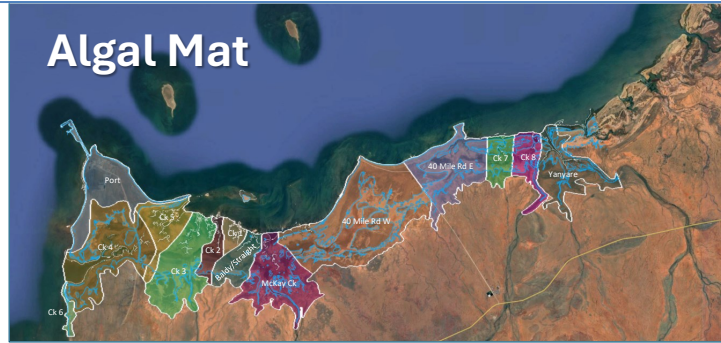 Algal Mat
Port
Ck 4
Ck 5
Ck 3
Ck 2
Ck 1
Baldy/Straight
McKay Ck
40 Mile Rd W
40 Mile Rd E
Ck 7
Ck 8
Yanyare
Ck 6